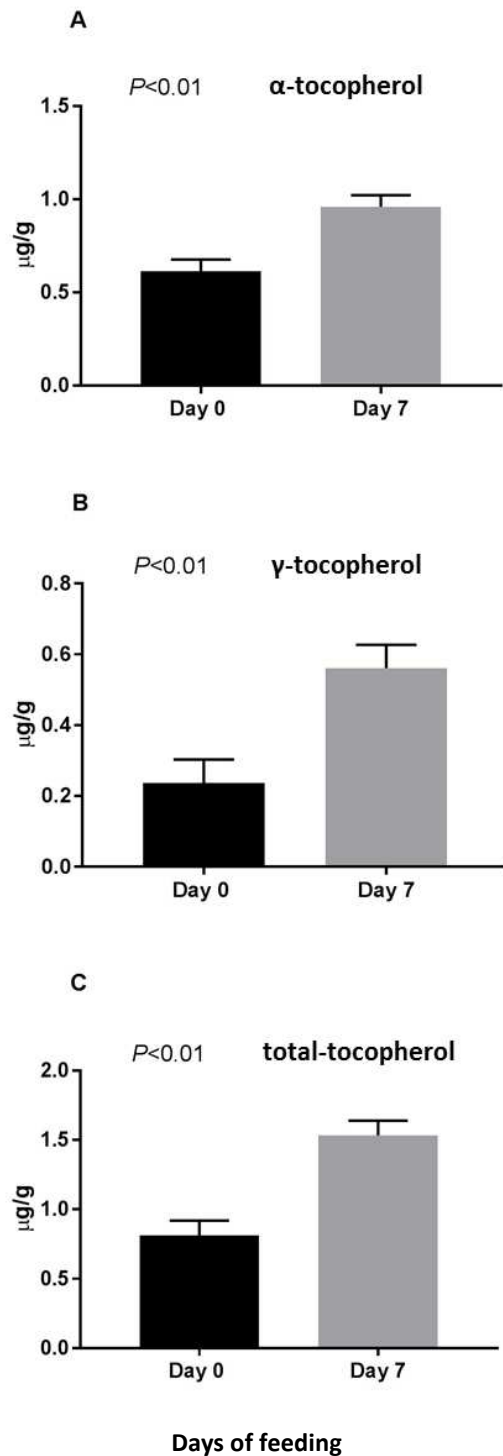 A
P<0.01 α-tocopherol
1.5
1.0
0.5
0.0
µg/g
Day 0 Day 7
B
P<0.01 γ-tocopherol
0.8
0.6
0.4
0.2
0.0
µg/g
Day 0 Day 7
C
P<0.01 total-tocopherol
2.0
1.5
1.0
0.5
0.0
µg/g
Day 0 Day 7
Days of feeding